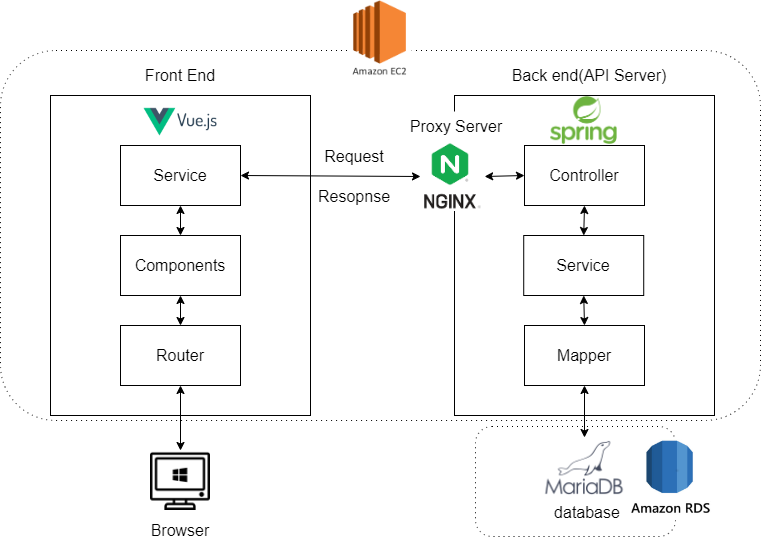 Amazon EC2
Front End
Back end(API Server)
Vue.js
Proxy Server
spring
Service
Request
N
NGINX
Resopnse
Controller
Components
Service
Router
Mapper
MariaDB
database
Amazon RDS
Browser